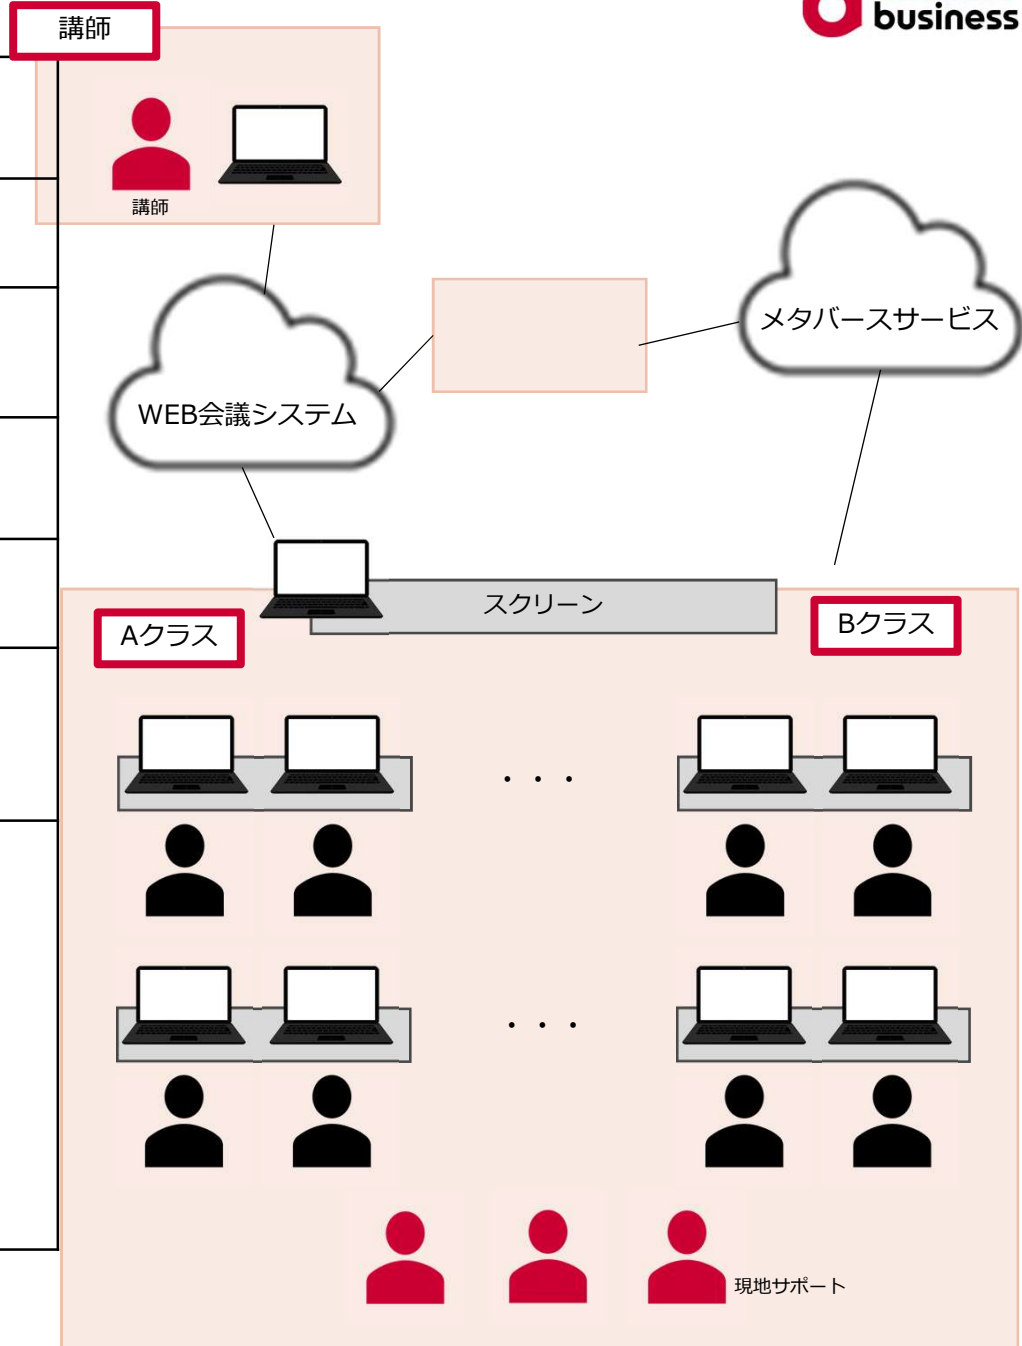 講師
business
講師
メタバースサービス
WEB会議システム
スクリーン
Aクラス
Bクラス
・・・
・・・
現地サポート